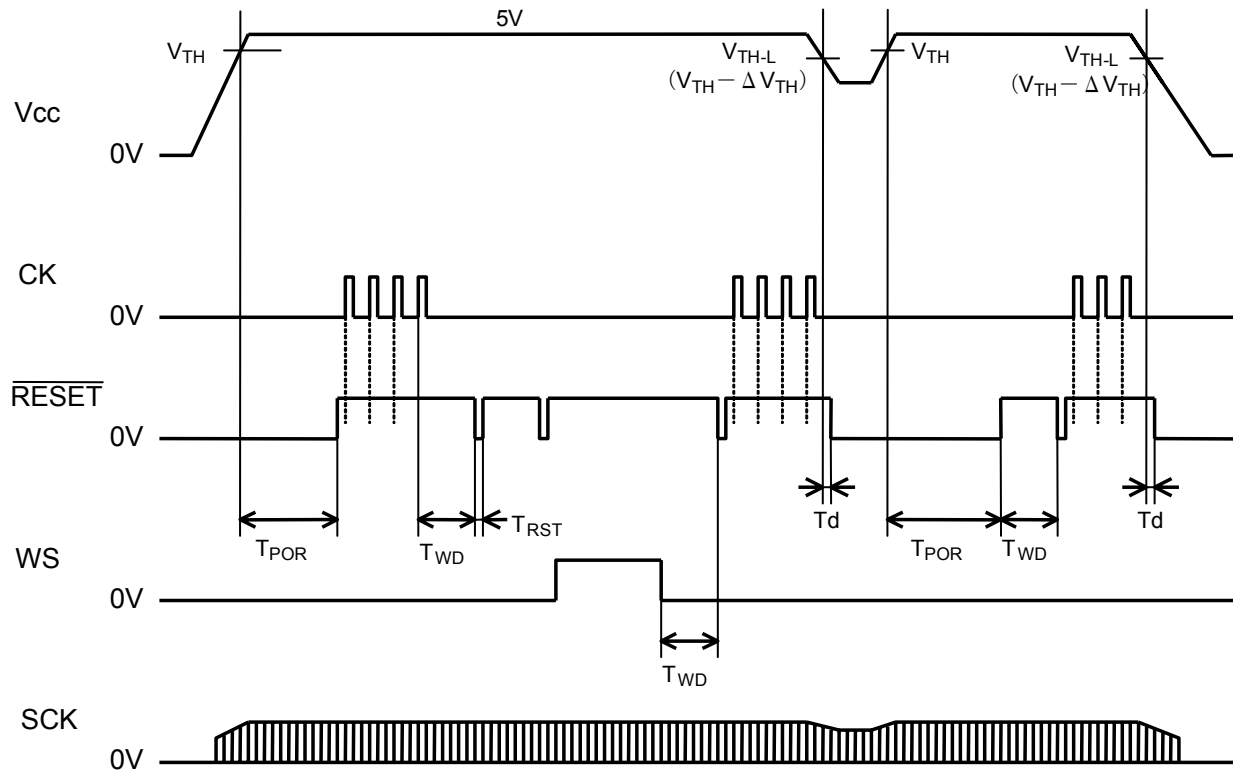 5V
VTH
VTH-L
VTH
VTH-L
(VTH－ΔVTH)
(VTH－ΔVTH)
Vcc
0V
CK
0V
RESET
0V
TPOR
TWD
TRST
Td
TPOR
TWD
Td
WS
0V
TWD
SCK
0V